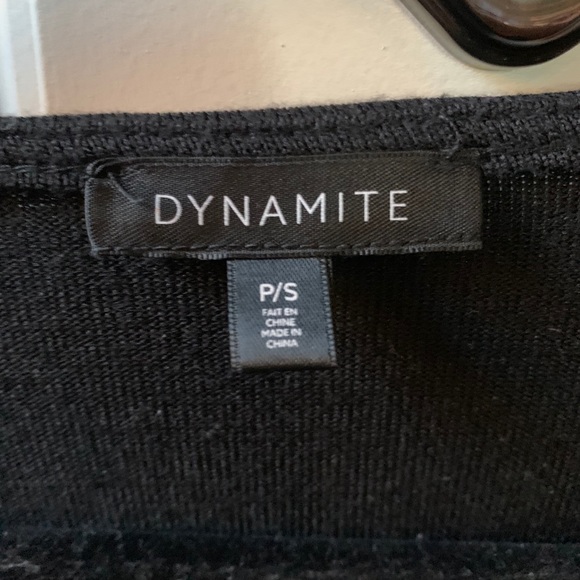 DYNAMITE
P/S
FAIT EN
CHINE
MADE IN
CHINA